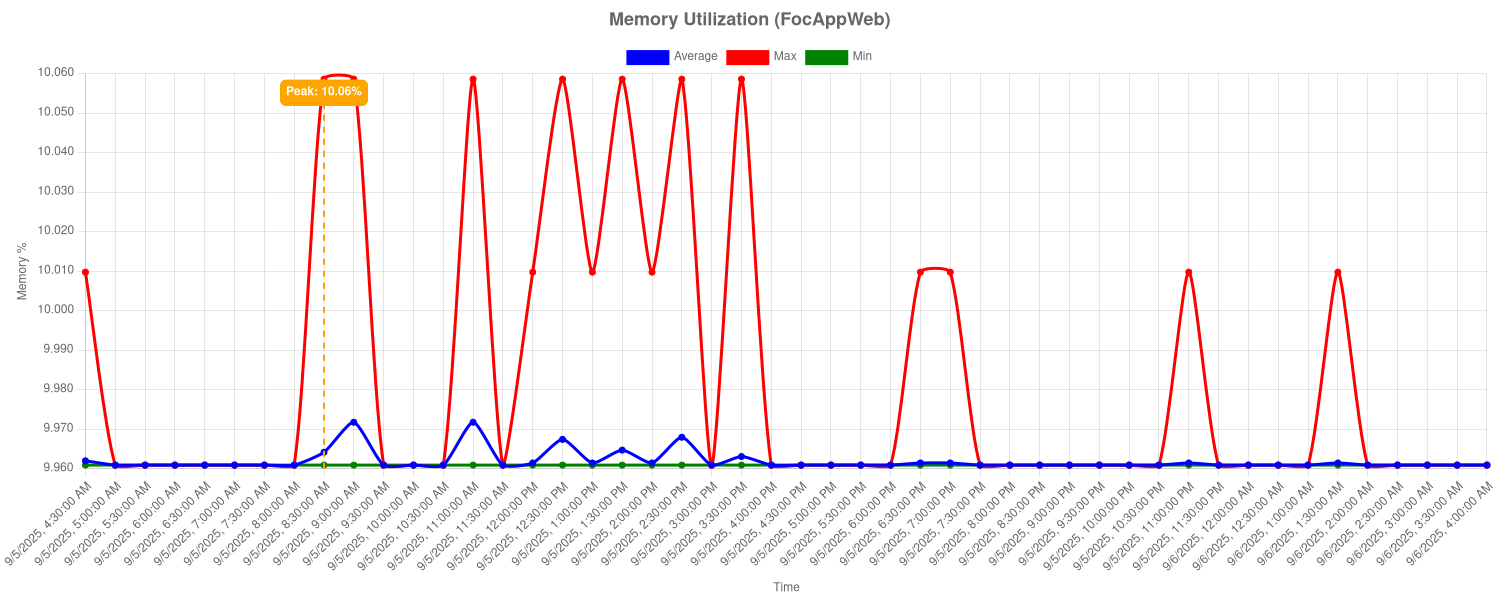 Memory Utilization (FocAppWeb)
Average Max Min
Peak: 10.06%
10.060
10.050
10.040
10.030
10.020
10.010
10.000
9.990
9.980
9.970
9.960
Memory %
9/5/2025, 4:30:00 AM
9/5/2025, 5:00:00 AM
9/5/2025, 5:30:00 AM
9/5/2025, 6:00:00 AM
9/5/2025, 6:30:00 AM
9/5/2025, 7:00:00 AM
9/5/2025, 7:30:00 AM
9/5/2025, 8:00:00 AM
9/5/2025, 8:30:00 AM
9/5/2025, 9:00:00 AM
9/5/2025, 9:30:00 AM
9/5/2025, 10:00:00 AM
9/5/2025, 10:30:00 AM
9/5/2025, 11:00:00 AM
9/5/2025, 11:30:00 AM
9/5/2025, 12:00:00 PM
9/5/2025, 12:30:00 PM
9/5/2025, 1:00:00 PM
9/5/2025, 1:30:00 PM
9/5/2025, 2:00:00 PM
9/5/2025, 2:30:00 PM
9/5/2025, 3:00:00 PM
9/5/2025, 3:30:00 PM
9/5/2025, 4:00:00 PM
9/5/2025, 4:30:00 PM
9/5/2025, 5:00:00 PM
9/5/2025, 5:30:00 PM
9/5/2025, 6:00:00 PM
9/5/2025, 6:30:00 PM
9/5/2025, 7:00:00 PM
9/5/2025, 7:30:00 PM
9/5/2025, 8:00:00 PM
9/5/2025, 8:30:00 PM
9/5/2025, 9:00:00 PM
9/5/2025, 9:30:00 PM
9/5/2025, 10:00:00 PM
9/5/2025, 10:30:00 PM
9/5/2025, 11:00:00 PM
9/5/2025, 11:30:00 PM
9/6/2025, 12:00:00 AM
9/6/2025, 12:30:00 AM
9/6/2025, 1:00:00 AM
9/6/2025, 1:30:00 AM
9/6/2025, 2:00:00 AM
9/6/2025, 2:30:00 AM
9/6/2025, 3:00:00 AM
9/6/2025, 3:30:00 AM
9/6/2025, 4:00:00 AM
Time